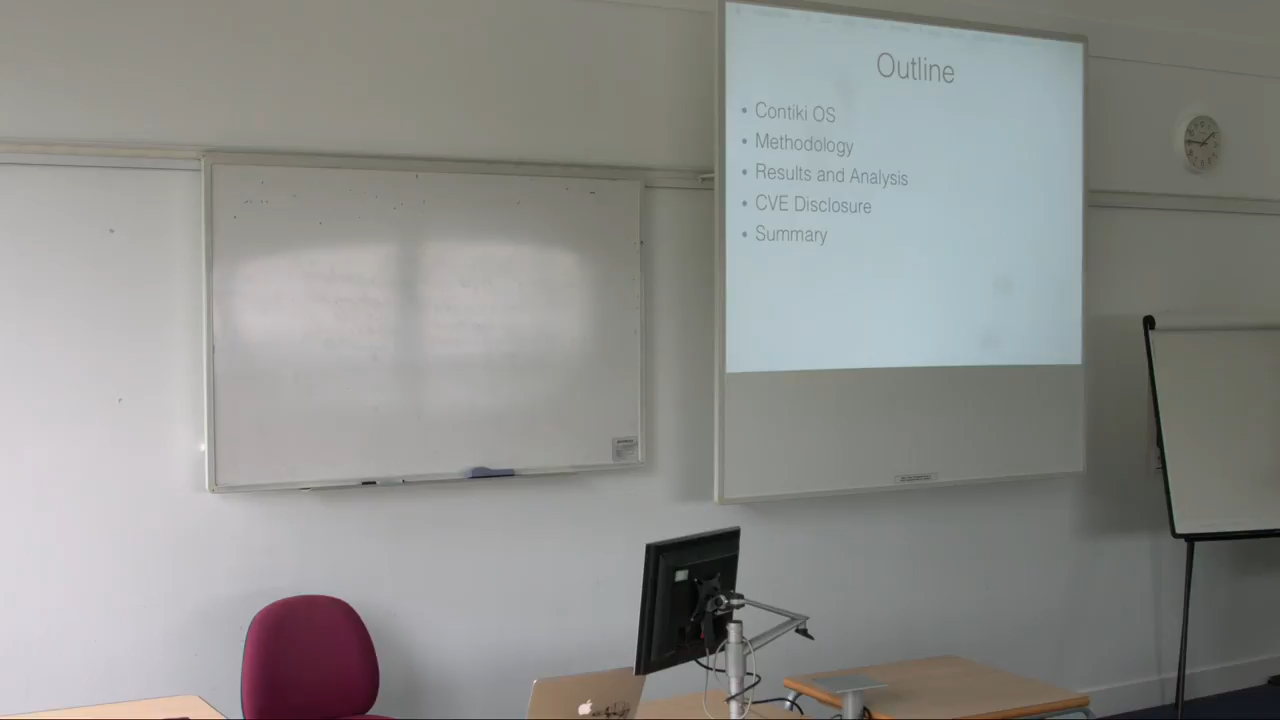 Outline
• Contiki OS
• Methodology
• Results and Analysis
• CVE Disclosure
• Summary